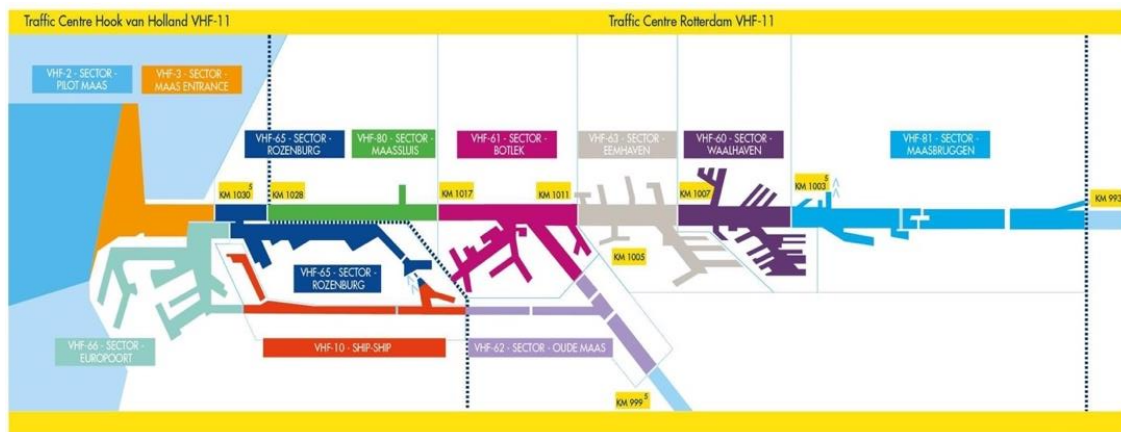 Traffic Centre Hook van Holland VHF-11
Traffic Centre Rotterdam VHF-11
VHF-2 - SECTOR -
PILOT MAAS
VHF-3 - SECTOR -
MAAS ENTRANCE
VHF-65 - SECTOR -
ROZENBURG
VHF-80 - SECTOR -
MAASSLUIS
VHF-61 - SECTOR -
BOTLEK
VHF-63 - SECTOR -
EEMHAVEN
VHF-60 - SECTOR -
WAALHAVEN
VHF-81 - SECTOR -
MAASBRUGGEN
KM 1030 5
KM 1028
KM 1017
KM 1011
KM 1007
KM 1003 5
KM 993
KM 1005
VHF-65 - SECTOR -
ROZENBURG
VHF-66 - SECTOR -
EUROPOORT
VHF-10 - SHIP-SHIP
VHF-62 - SECTOR - OUDE MAAS
KM 999 5